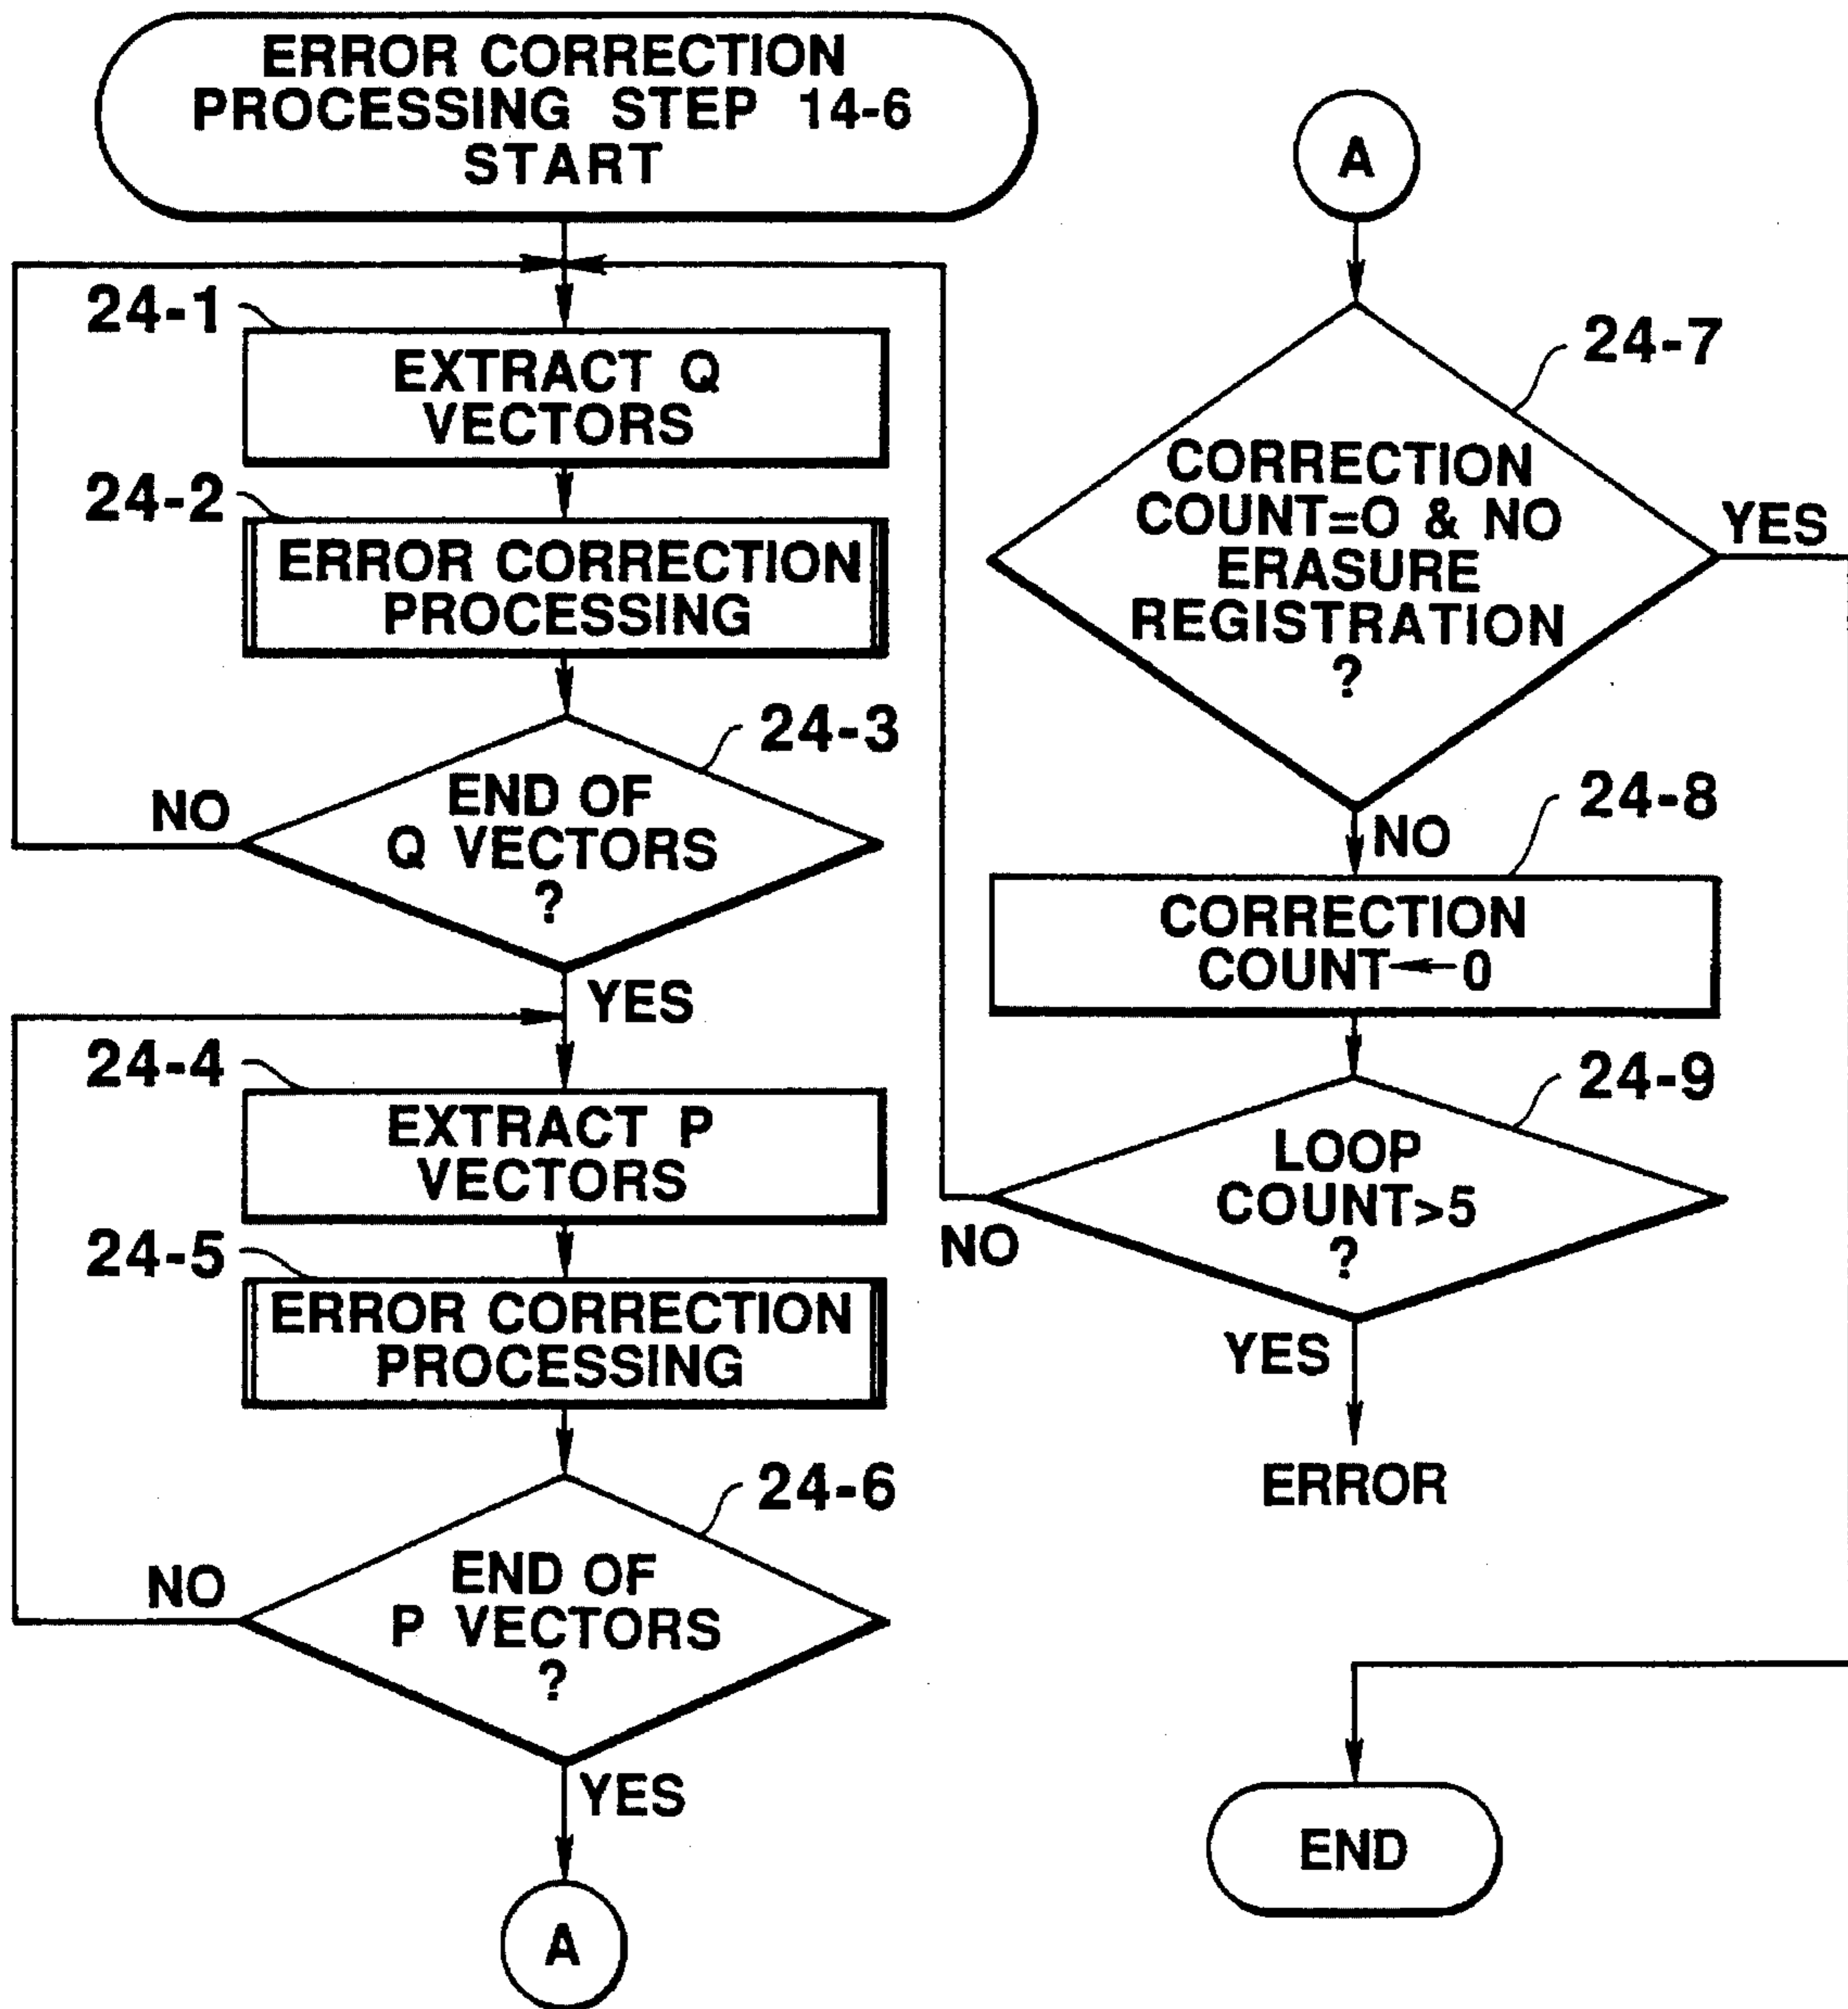 ERROR CORRECTION
PROCESSING STEP 14-6
START
24-1
EXTRACT Q
VECTORS
24-2
ERROR CORRECTION
PROCESSING
24-3
END OF
Q VECTORS
?
NO
YES
24-4
EXTRACT P
VECTORS
24-5
ERROR CORRECTION
PROCESSING
24-6
END OF
P VECTORS
?
NO
YES
A
A
24-7
CORRECTION
COUNT=0 & NO
ERASURE
REGISTRATION
?
YES
NO
24-8
CORRECTION
COUNT←0
24-9
LOOP
COUNT>5
?
NO
YES
ERROR
END